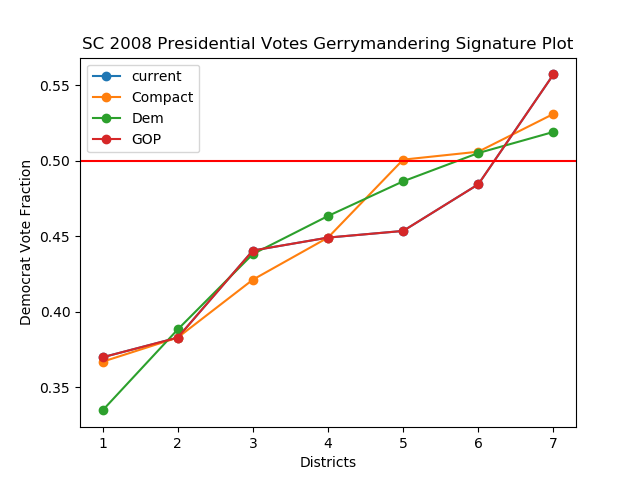 SC 2008 Presidential Votes Gerrymandering Signature Plot
current
Compact
Dem
GOP
0.55
0.50
0.45
0.40
0.35
Democrat Vote Fraction
1 2 3 4 5 6 7
Districts